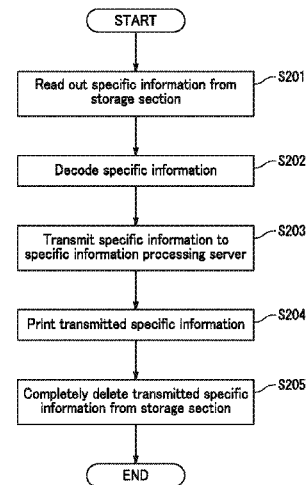 START
Read out specific information from
storage section
S201
Decode specific information
S202
Transmit specific information to
specific information processing server
S203
Print transmitted specific information
S204
Completely delete transmitted specific
information from storage section
S205
END